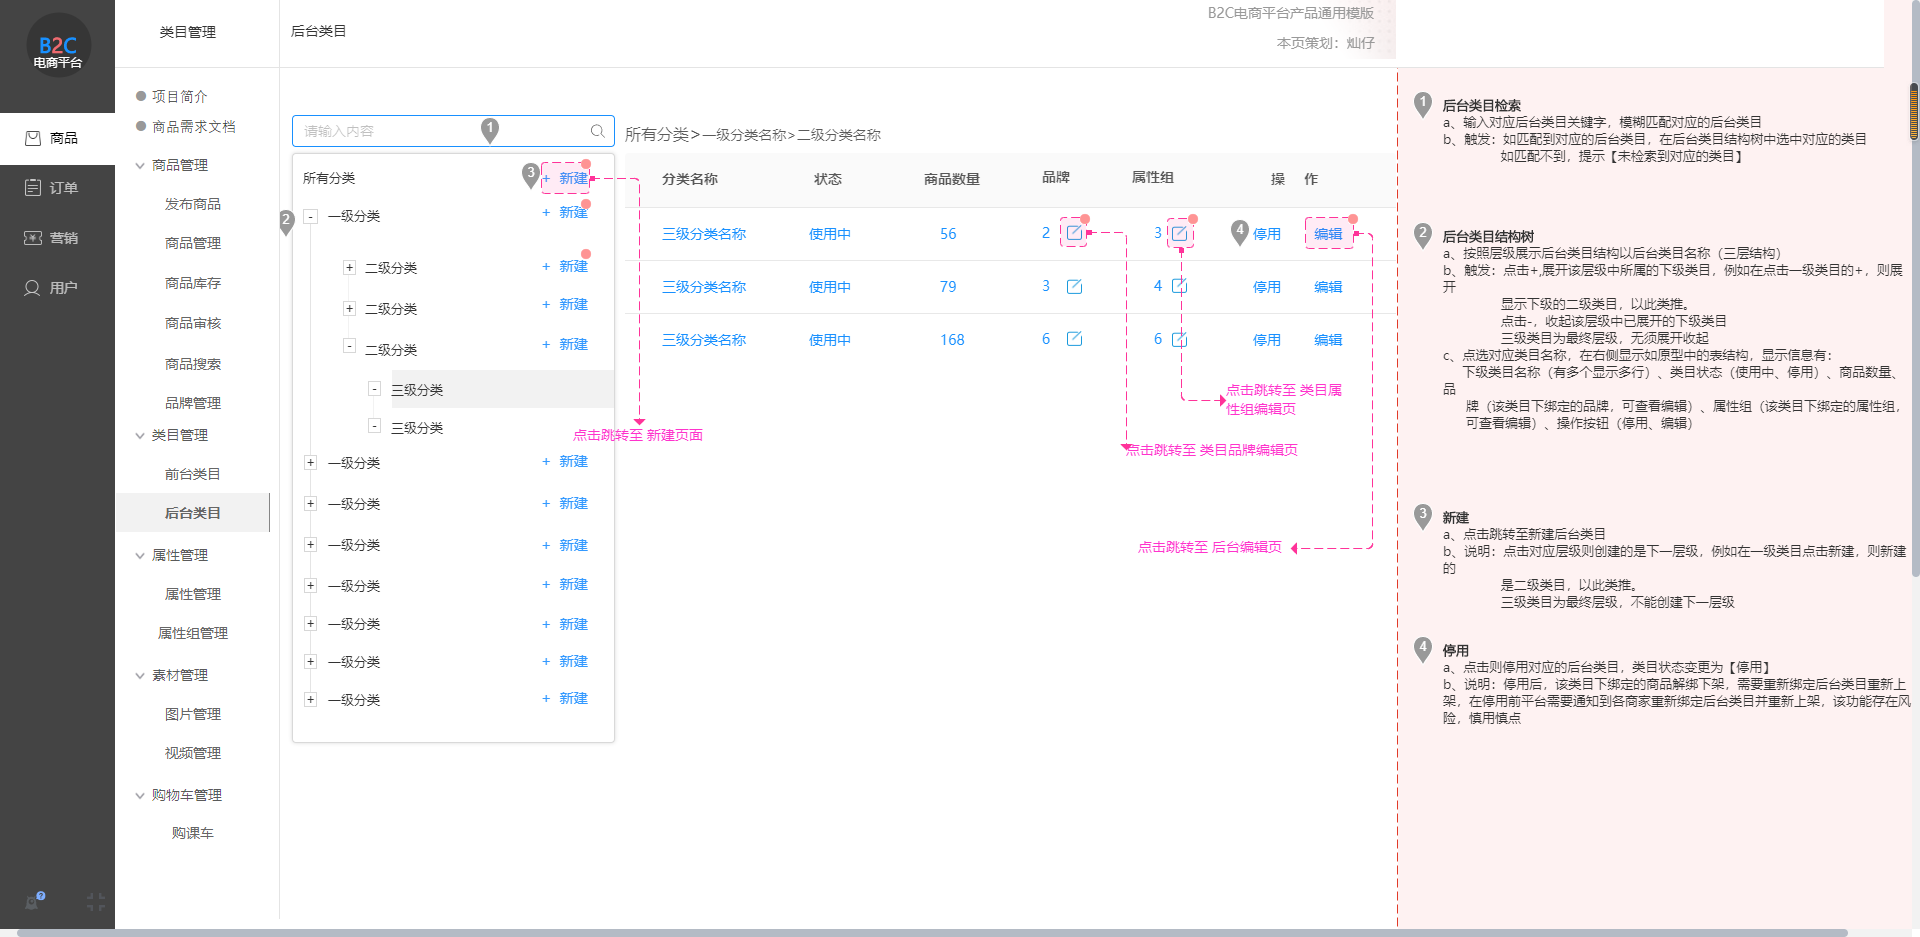 B2C
电商平台
商品
订单
营销
用户
类目管理
项目简介
商品需求文档
商品管理
发布商品
商品管理
商品库存
商品审核
商品搜索
品牌管理
类目管理
前台类目
后台类目
属性管理
属性管理
属性组管理
素材管理
图片管理
视频管理
购物车管理
购课车
后台类目
B2C电商平台产品通用模版
本页策划：灿仔
请输入内容
1
所有分类
3
+ 新建
2
- 一级分类
+ 新建
+ 二级分类
+ 新建
+ 二级分类
+ 新建
- 二级分类
+ 新建
- 三级分类
- 三级分类
+ 一级分类
+ 新建
+ 一级分类
+ 新建
+ 一级分类
+ 新建
+ 一级分类
+ 新建
+ 一级分类
+ 新建
+ 一级分类
+ 新建
+ 一级分类
+ 新建
点击跳转至 新建页面
所有分类>一级分类名称>二级分类名称
分类名称 状态 商品数量 品牌 属性组 操 作
三级分类名称 使用中 56 2 3 4 停用 编辑
三级分类名称 使用中 79 3 4 停用 编辑
三级分类名称 使用中 168 6 6 停用 编辑
点击跳转至 类目属
性组编辑页
点击跳转至 类目品牌编辑页
点击跳转至 后台编辑页
1
后台类目检索
a、输入对应后台类目关键字，模糊匹配对应的后台类目
b、触发：如匹配到对应的后台类目，在后台类目结构树中选中对应的类目
如匹配不到，提示【未检索到对应的类目】
2
后台类目结构树
a、按照层级展示后台类目结构以后台类目名称（三层结构）
b、触发：点击+,展开该层级中所属的下级类目，例如在点击一级类目的+，则展
开
显示下级的二级类目，以此类推。
点击-，收起该层级中已展开的下级类目
三级类目为最终层级，无须展开收起
c、点选对应类目名称，在右侧显示如原型中的表结构，显示信息有：
下级类目名称（有多个显示多行）、类目状态（使用中、停用）、商品数量、
品
牌（该类目下绑定的品牌，可查看编辑）、属性组（该类目下绑定的属性组，
可查看编辑）、操作按钮（停用、编辑）
3
新建
a、点击跳转至新建后台类目
b、说明：点击对应层级则创建的是下一层级，例如在一级类目点击新建，则新建
的
是二级类目，以此类推。
三级类目为最终层级，不能创建下一层级
4
停用
a、点击则停用对应的后台类目，类目状态变更为【停用】
b、说明：停用后，该类目下绑定的商品解绑下架，需要重新绑定后台类目重新上
架，在停用前平台需要通知到各商家重新绑定后台类目并重新上架，该功能存在风
险，慎用慎点